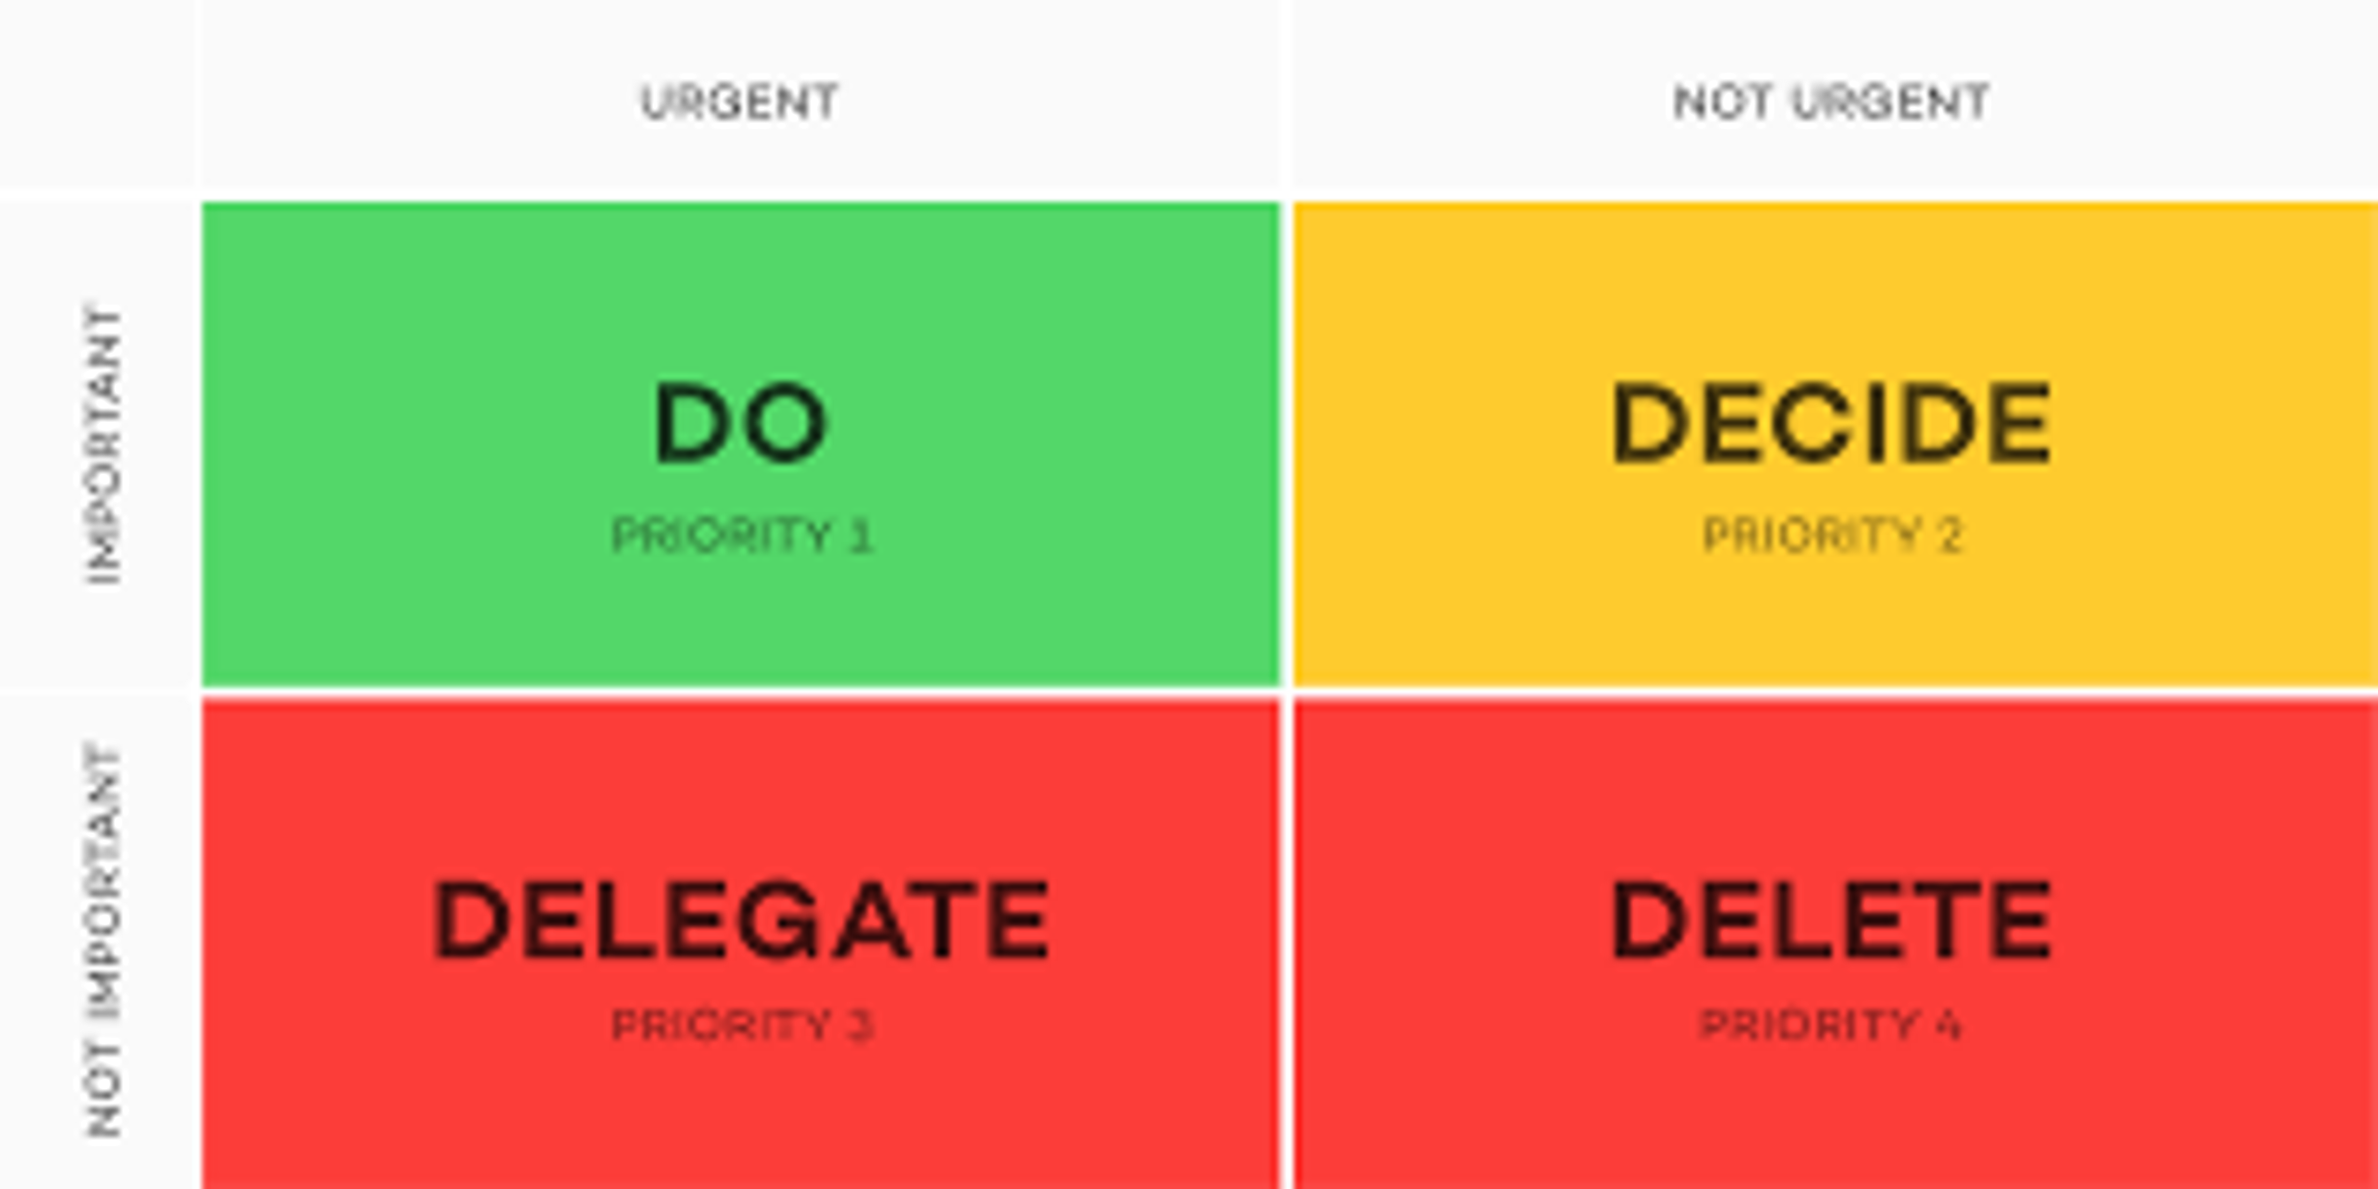 URGENT
NOT URGENT
IMPORTANT
DO
PRIORITY 1
DECIDE
PRIORITY 2
NOT IMPORTANT
DELEGATE
PRIORITY 3
DELETE
PRIORITY 4